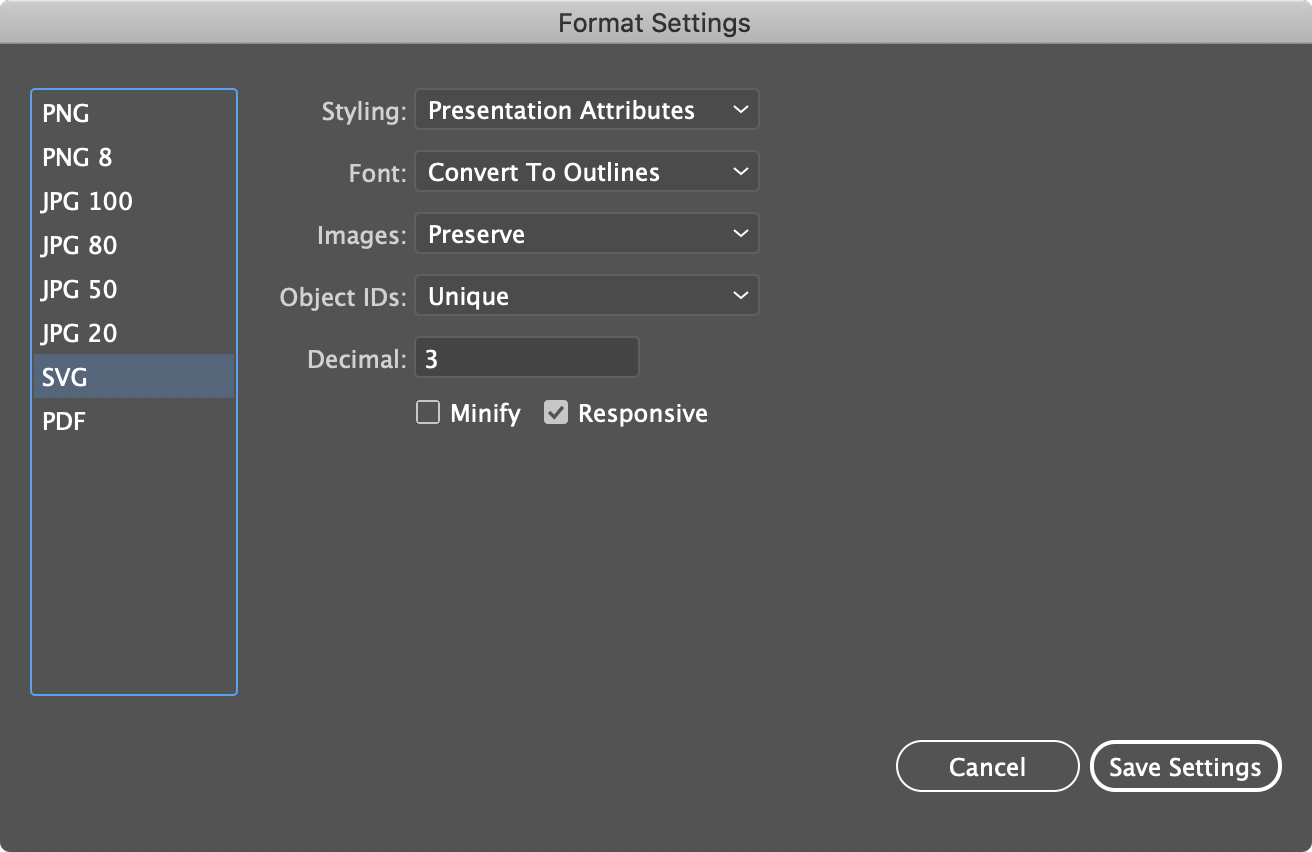 Format Settings
PNG
PNG 8
JPG 100
JPG 80
JPG 50
JPG 20
SVG
PDF
Styling: Presentation Attributes
Font: Convert To Outlines
Images: Preserve
Object IDs: Unique
Decimal: 3
Minify Responsive
Cancel Save Settings